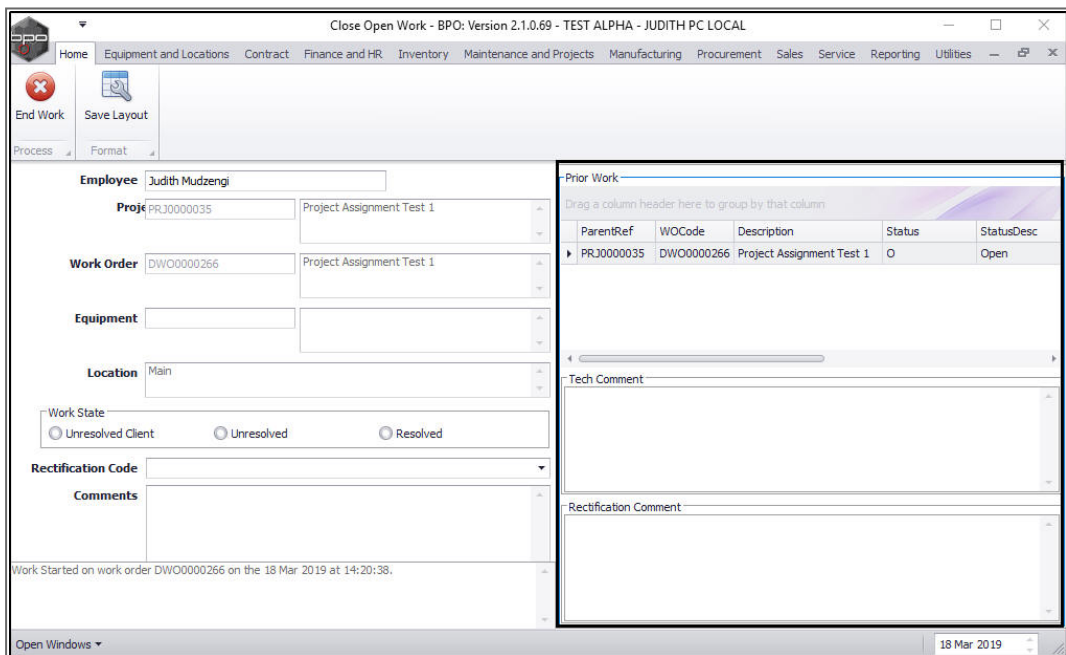 bpo
Close Open Work - BPO: Version 2.1.0.69 - TEST ALPHA - JUDITH PC LOCAL
Home Equipment and Locations Contract Finance and HR Inventory Maintenance and Projects Manufacturing Procurement Sales Service Reporting Utilities
End Work Save Layout
Process Format
Employee Judith Mudzengi
Proje PRJ0000035 Project Assignment Test 1
Work Order DWO0000266 Project Assignment Test 1
Equipment
Location Main
Work State
Unresolved Client Unresolved Resolved
Rectification Code
Comments
Work Started on work order DWO0000266 on the 18 Mar 2019 at 14:20:38.
Prior Work
Drag a column header here to group by that column
ParentRef WOCode Description Status StatusDesc
PRJ0000035 DWO0000266 Project Assignment Test 1 O Open
Tech Comment
Rectification Comment
Open Windows 18 Mar 2019